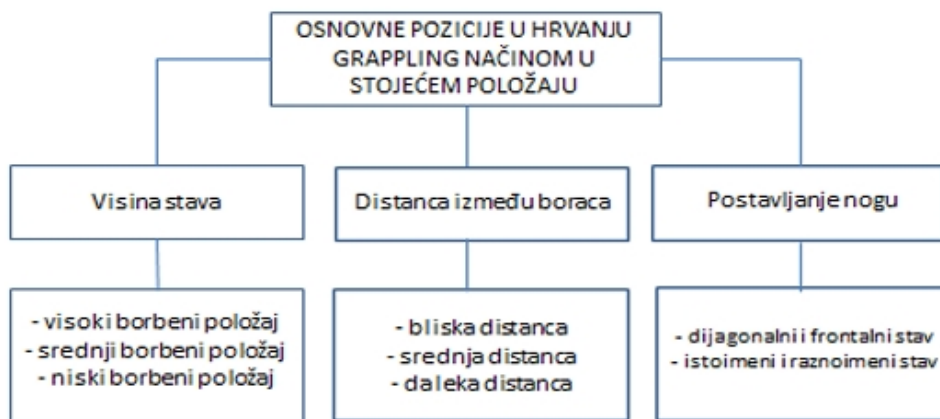 OSNOVNE POZICIJE U HRVANJU
GRAPPLING NAČINOM U
STOJEĆEM POLOŽAJU
Visina stava
Distanca između boraca
Postavljanje nogu
- visoki borbeni položaj
- srednji borbeni položaj
- niski borbeni položaj
- bliska distanca
- srednja distanca
- daleka distanca
- dijagonalni i frontalni stav
- istoimeni i raznoimeni stav